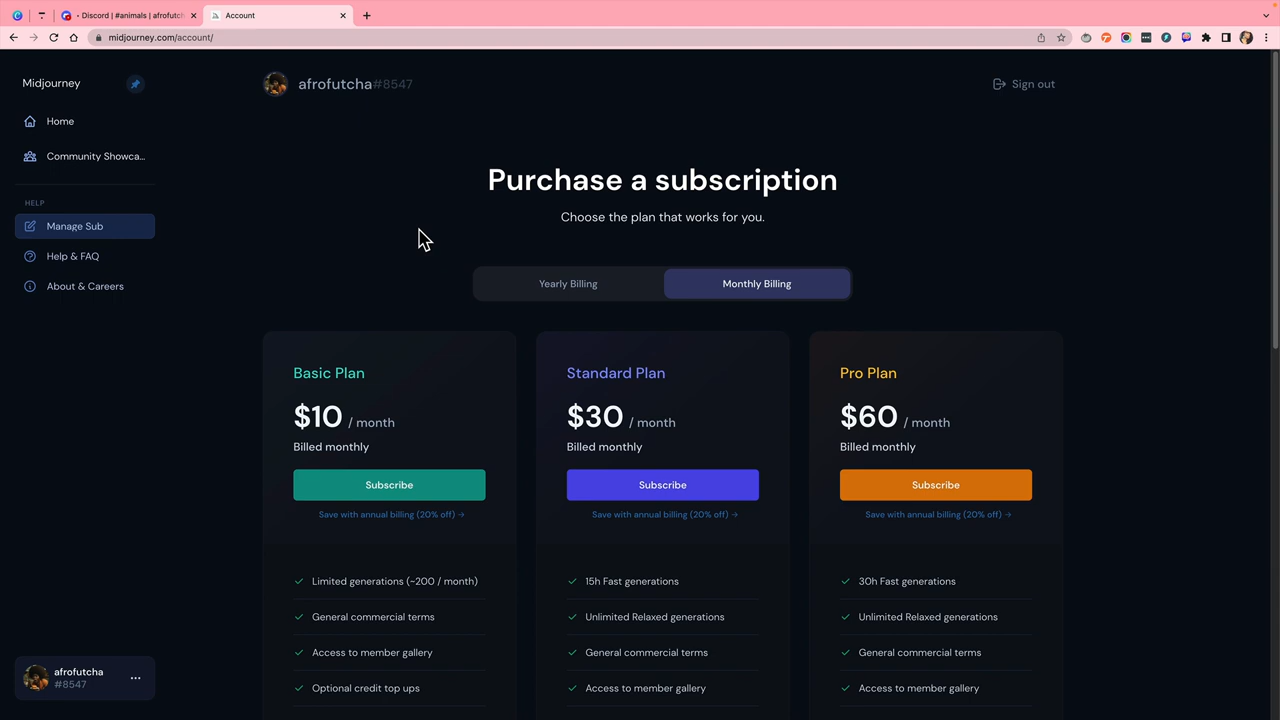 Discord | #animals | afrofutch
Account
midjourney.com/account/
Midjourney
afrofutcha#8547
Sign out
Home
Community Showca...
HELP
Manage Sub
Help & FAQ
About & Careers
Purchase a subscription
Choose the plan that works for you.
Yearly Billing
Monthly Billing
Basic Plan
$10 / month
Billed monthly
Subscribe
Save with annual billing (20% off) →
Limited generations (~200 / month)
General commercial terms
Access to member gallery
Optional credit top ups
Standard Plan
$30 / month
Billed monthly
Subscribe
Save with annual billing (20% off) →
15h Fast generations
Unlimited Relaxed generations
General commercial terms
Access to member gallery
Pro Plan
$60 / month
Billed monthly
Subscribe
Save with annual billing (20% off) →
30h Fast generations
Unlimited Relaxed generations
General commercial terms
Access to member gallery
afrofutcha
#8547